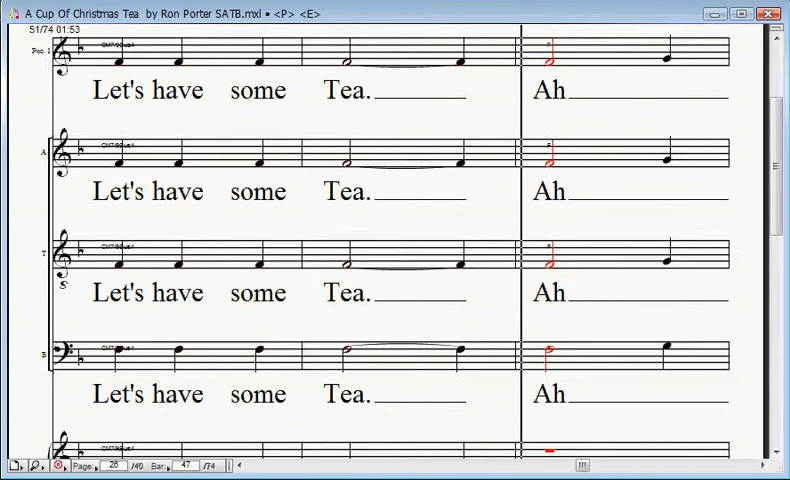 A Cup Of Christmas Tea by Ron Porter SATB.mxl • <P> <E>
51/74 01:53
Let's have some Tea. Ah
A
Let's have some Tea. Ah
T
8
Let's have some Tea. Ah
B
Let's have some Tea. Ah
Page: 26 /40 Bar: 47 /74